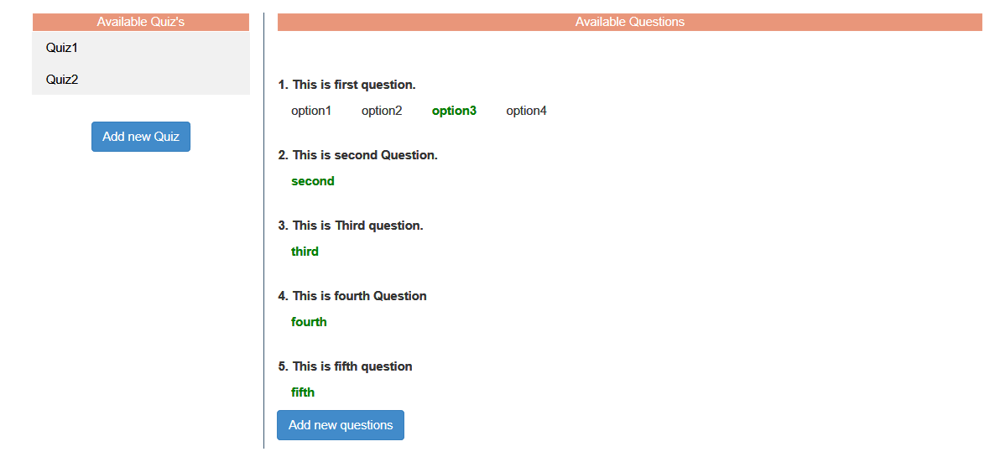 Available Quiz's
Quiz1
Quiz2
Add new Quiz
Available Questions
1. This is first question.
option1 option2 option3 option4
2. This is second Question.
second
3. This is Third question.
third
4. This is fourth Question
fourth
5. This is fifth question
fifth
Add new questions